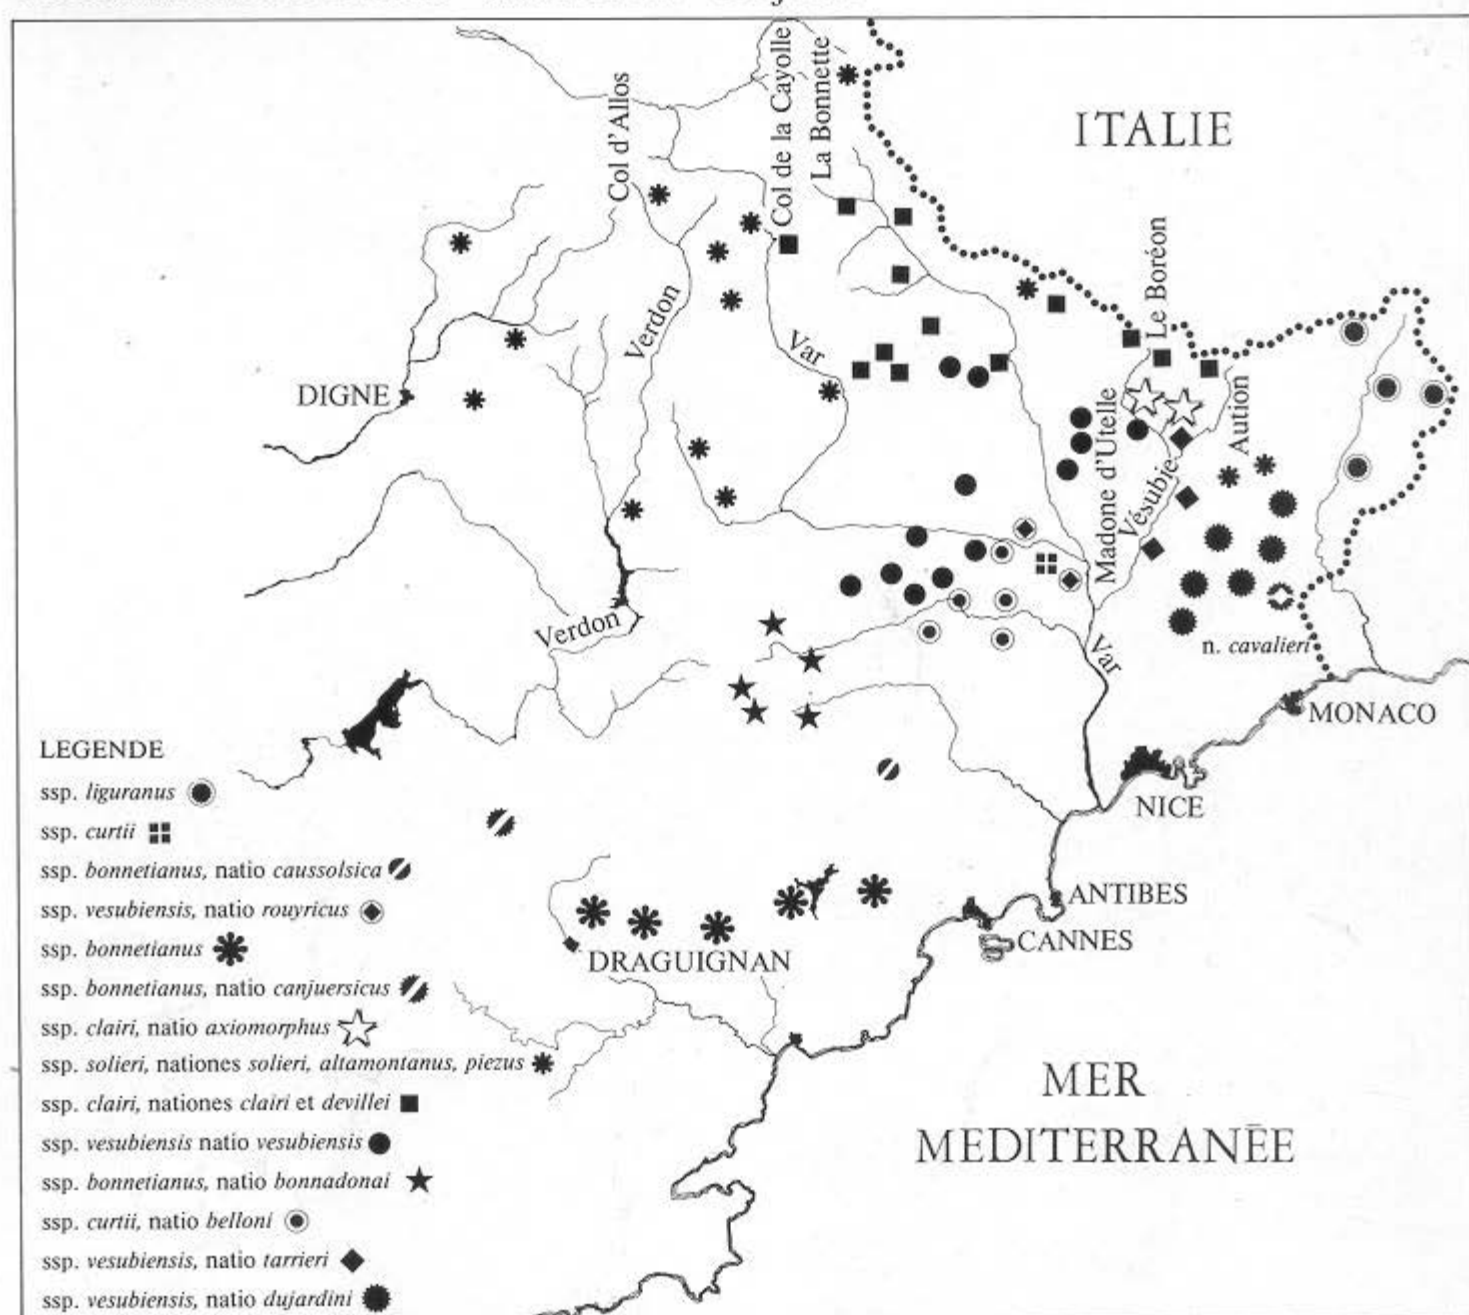 Col d'Allos
Col de la Cayolle
La Bonnette
ITALIE
Verdon
Var
Le Boréon
DIGNE
Madone d'Utelle
Vésubie
Aution
Verdon
Var
n. cavalieri
MONACO
NICE
ANTIBES
CANNES
DRAGUIGNAN
MER
MEDITERRANĒE
LEGENDE
ssp. liguranus
ssp. curtii
ssp. bonnetianus, natio caussolsica
ssp. vesubiensis, natio rouyricus
ssp. bonnetianus
ssp. bonnetianus, natio canjuersicus
ssp. clairi, natio axiomorphus
ssp. solieri, nationes solieri, altamontanus, piezus
ssp. clairi, nationes clairi et devillei
ssp. vesubiensis natio vesubiensis
ssp. bonnetianus, natio bonnadonai
ssp. curtii, natio belloni
ssp. vesubiensis, natio tarrieri
ssp. vesubiensis, natio dujardini